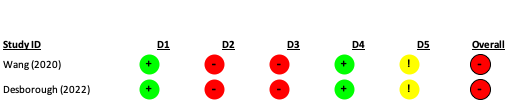 Study ID D1 D2 D3 D4 D5 Overall
Wang (2020) + - - + ! -
Desborough (2022) + - - + ! -